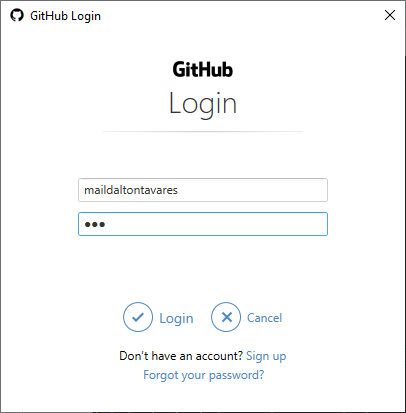 GitHub Login
GitHub
Login
maildaltontavares
●●●
Login Cancel
Don't have an account? Sign up
Forgot your password?